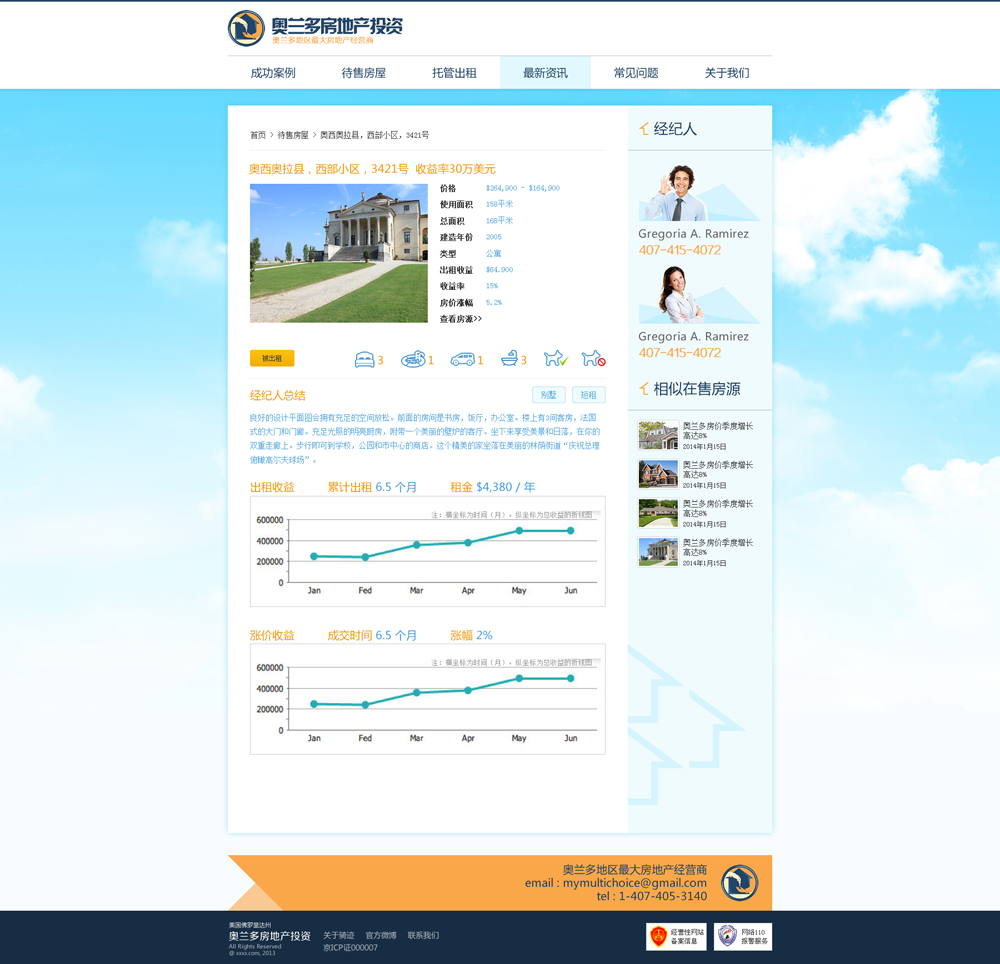 奥兰多房地产投资
奥兰多地区最大房地产经营商
成功案例 待售房屋 托管出租 最新资讯 常见问题 关于我们
首页 > 待售房屋 > 奥西奥拉县，西部小区，3421号
奥西奥拉县，西部小区，3421号 收益率30万美元
价格 $264,900 - $164,900
使用面积 158平米
总面积 168平米
建造年份 2005
类型 公寓
出租收益 $64.900
收益率 15%
房价涨幅 5.2%
查看房源>>
被出租 3 1 1 3
经纪人总结 别墅 短租
良好的设计平面图会拥有充足的空间放松。前面的房间是书房，饭厅，办公室。楼上有3间客房，法国
式的大门和门廊。充足光照的明亮厨房，附带一个美丽的壁炉的客厅。坐下来享受美景和日落，在你的
双重走廊上。步行即可到学校，公园和市中心的商店。这个精美的家坐落在美丽的林荫街道“庆祝总理
俯瞰高尔夫球场”。
出租收益 累计出租 6.5 个月 租金 $4,380 / 年
注：横坐标为时间（月），纵坐标为总收益的折线图
600000
400000
200000
0
Jan Fed Mar Apr May Jun
涨价收益 成交时间 6.5 个月 涨幅 2%
注：横坐标为时间（月），纵坐标为总收益的折线图
600000
400000
200000
0
Jan Fed Mar Apr May Jun
经纪人
Gregoria A. Ramirez
407-415-4072
Gregoria A. Ramirez
407-415-4072
相似在售房源
奥兰多房价季度增长
高达8%
2014年1月15日
奥兰多房价季度增长
高达8%
2014年1月15日
奥兰多房价季度增长
高达8%
2014年1月15日
奥兰多房价季度增长
高达8%
2014年1月15日
奥兰多地区最大房地产经营商
email : mymultichoice@gmail.com
tel : 1-407-405-3140
美国佛罗里达州
奥兰多房地产投资
All Rights Reserved
@ xxxx.com, 2013
关于骑迹 官方微博 联系我们
京ICP证000007
经营性网站
备案信息
网络110
报警服务